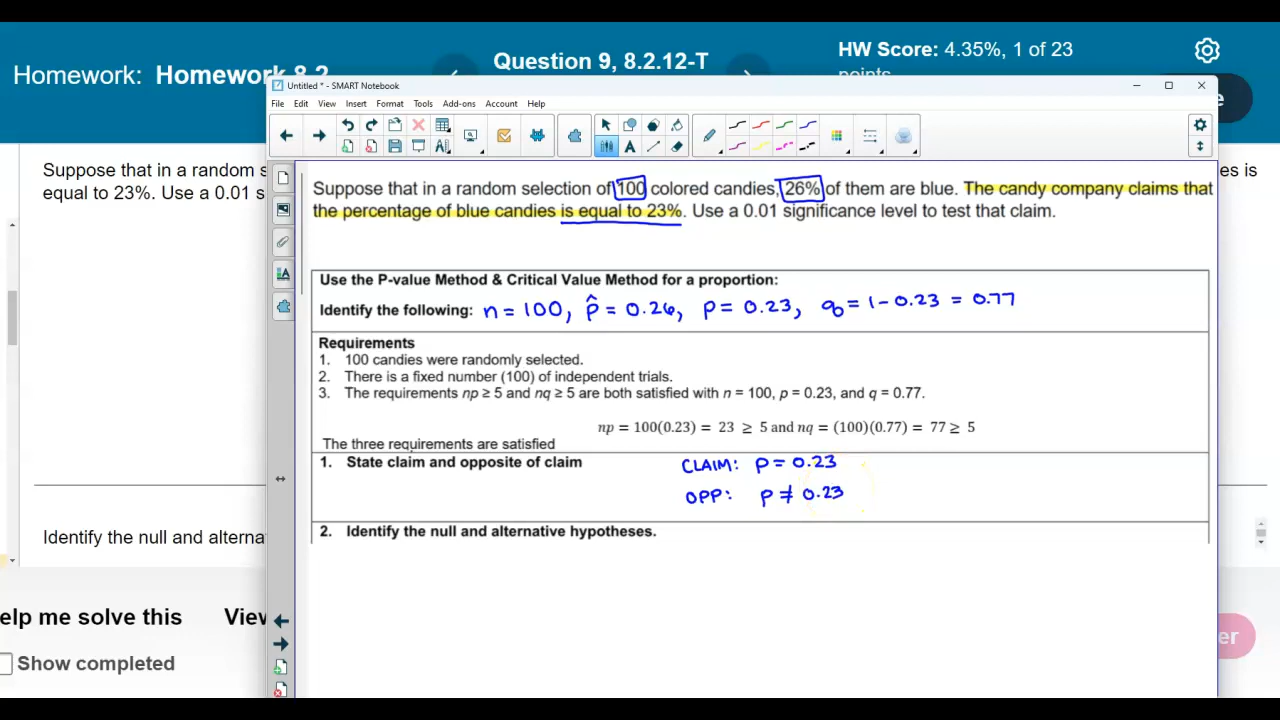 Homework: Homework 8.2
Question 9, 8.2.12-T
HW Score: 4.35%, 1 of 23
points
Untitled * - SMART Notebook
File Edit View Insert Format Tools Add-ons Account Help
Suppose that in a random s
equal to 23%. Use a 0.01 s
es is
Suppose that in a random selection of 100 colored candies, 26% of them are blue. The candy company claims that
the percentage of blue candies is equal to 23%. Use a 0.01 significance level to test that claim.
Use the P-value Method & Critical Value Method for a proportion:
Identify the following: n = 100, p̂ = 0.26, p = 0.23, q = 1 - 0.23 = 0.77
Requirements
1. 100 candies were randomly selected.
2. There is a fixed number (100) of independent trials.
3. The requirements np ≥ 5 and nq ≥ 5 are both satisfied with n = 100, p = 0.23, and q = 0.77.
np = 100(0.23) = 23 ≥ 5 and nq = (100)(0.77) = 77 ≥ 5
The three requirements are satisfied
1. State claim and opposite of claim CLAIM: p = 0.23
OPP: p ≠ 0.23
2. Identify the null and alternative hypotheses.
Identify the null and alterna
elp me solve this View
er
Show completed